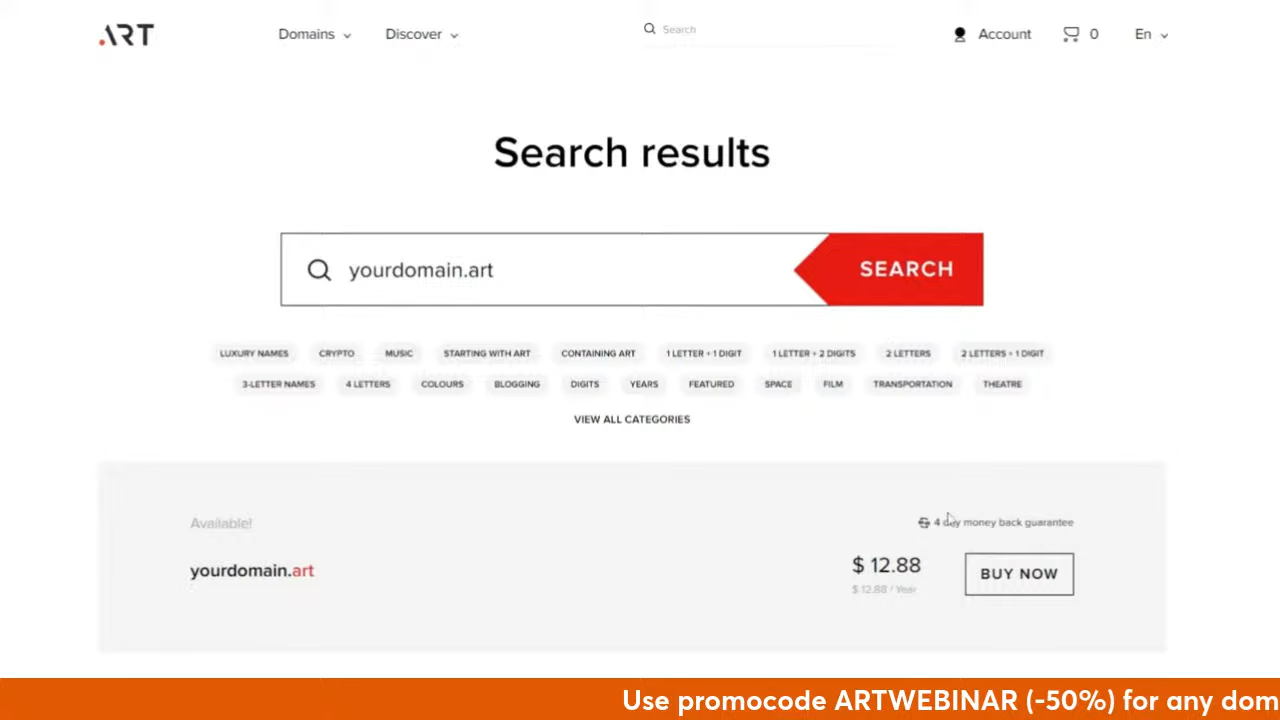 ART Domains Discover Search Account 0 En
Search results
yourdomain.art SEARCH
LUXURY NAMES CRYPTO MUSIC STARTING WITH ART CONTAINING ART 1 LETTER + 1 DIGIT 1 LETTER + 2 DIGITS 2 LETTERS 2 LETTERS + 1 DIGIT
3-LETTER NAMES 4 LETTERS COLOURS BLOGGING DIGITS YEARS FEATURED SPACE FILM TRANSPORTATION THEATRE
VIEW ALL CATEGORIES
Available! 4 day money back guarantee
yourdomain.art $ 12.88 BUY NOW
$ 12.88 / Year
Use promocode ARTWEBINAR (-50%) for any dom